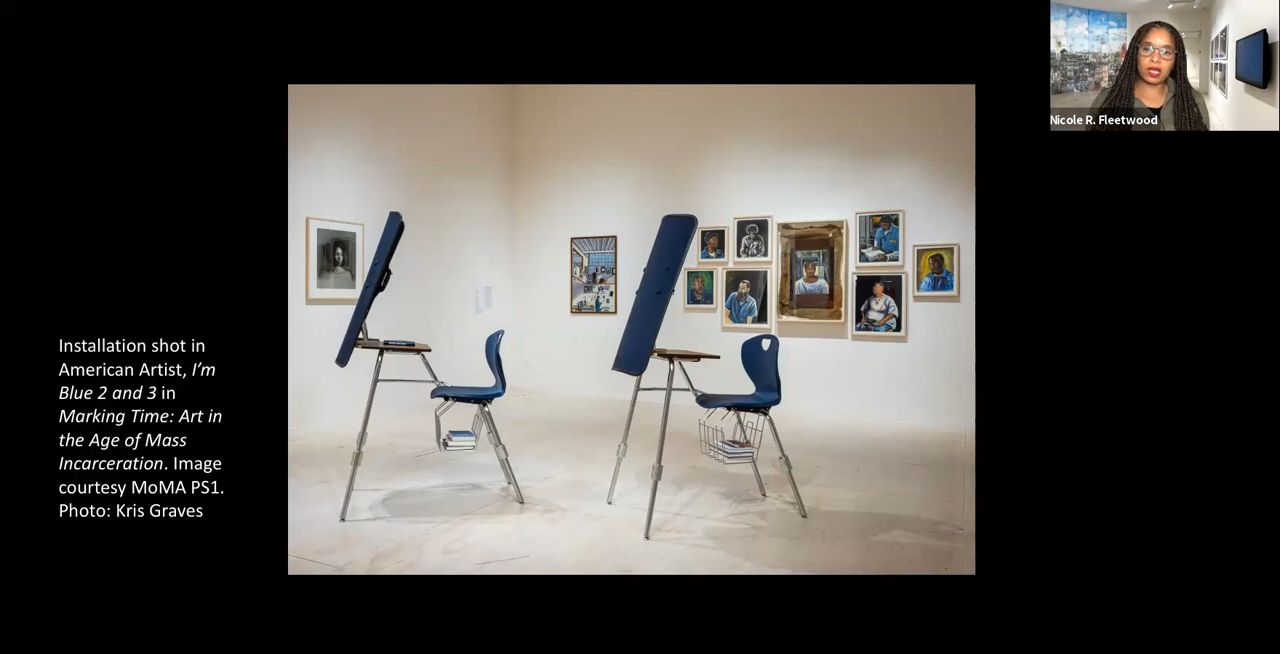 Nicole R. Fleetwood
Installation shot in
American Artist, I’m
Blue 2 and 3 in
Marking Time: Art in
the Age of Mass
Incarceration. Image
courtesy MoMA PS1.
Photo: Kris Graves